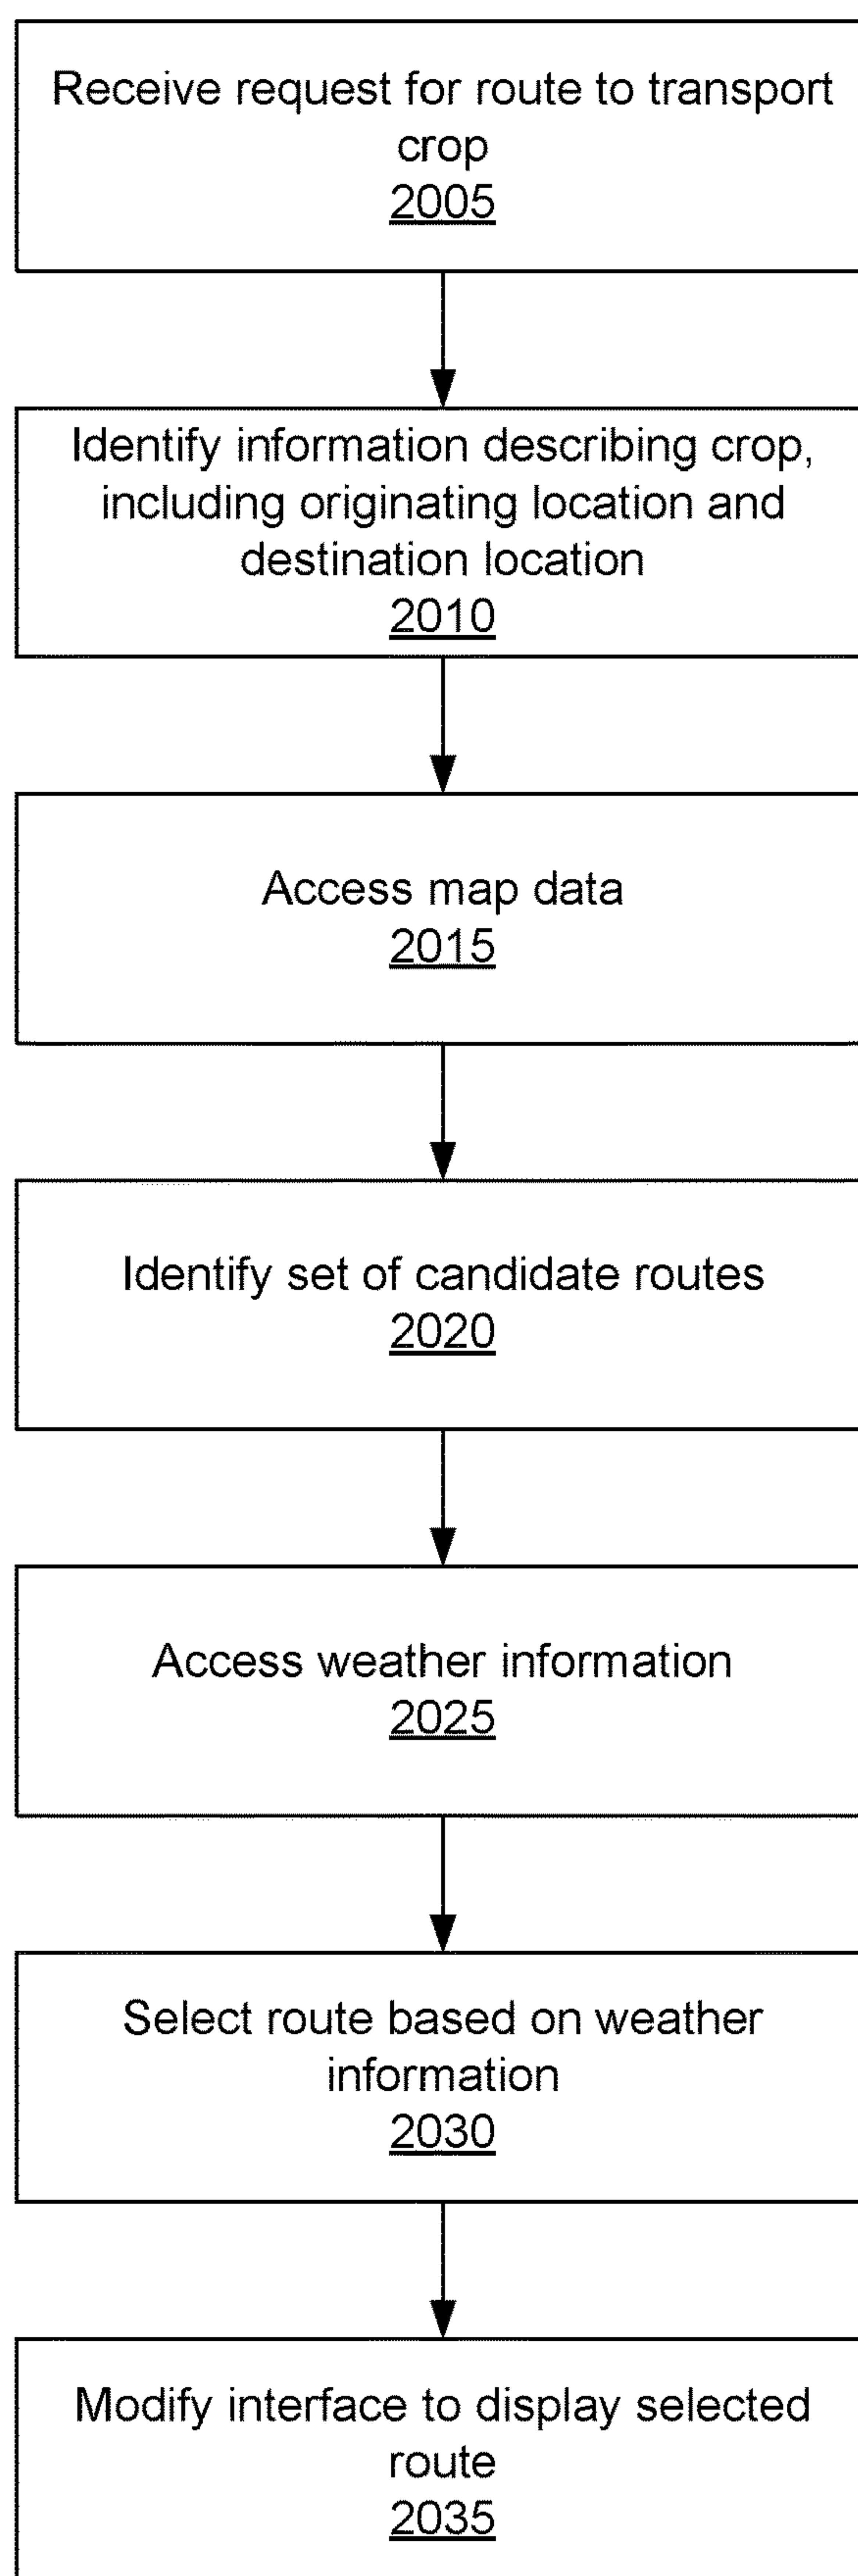 Receive request for route to transport
crop
2005
Identify information describing crop,
including originating location and
destination location
2010
Access map data
2015
Identify set of candidate routes
2020
Access weather information
2025
Select route based on weather
information
2030
Modify interface to display selected
route
2035